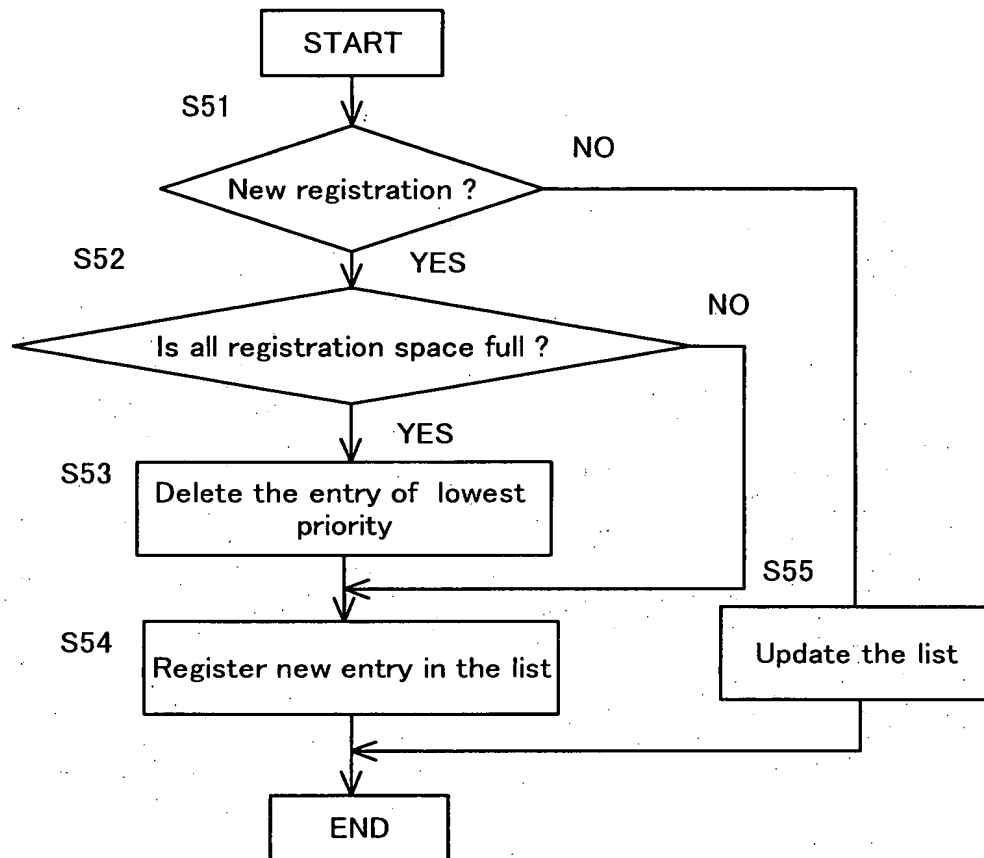 START
S51
NO
New registration ?
S52
YES
NO
Is all registration space full ?
YES
S53
Delete the entry of lowest
priority
S55
S54
Register new entry in the list
Update the list
END